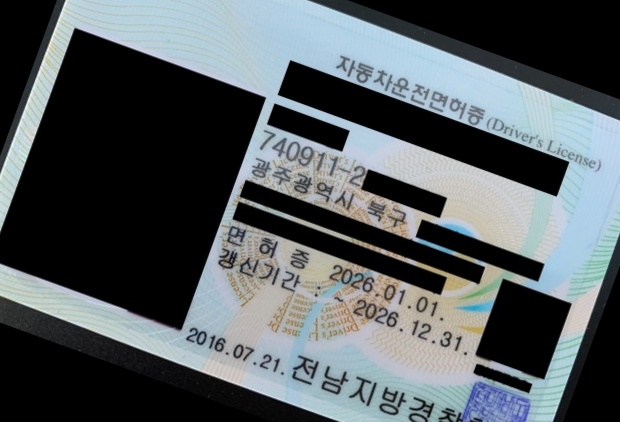 자동차운전면허증 (Driver's License)
740911-2
광주광역시 북구
면 허 증
갱신기간 : 2026.01.01.
~ 2026.12.31.
2016.07.21. 전남지방경찰